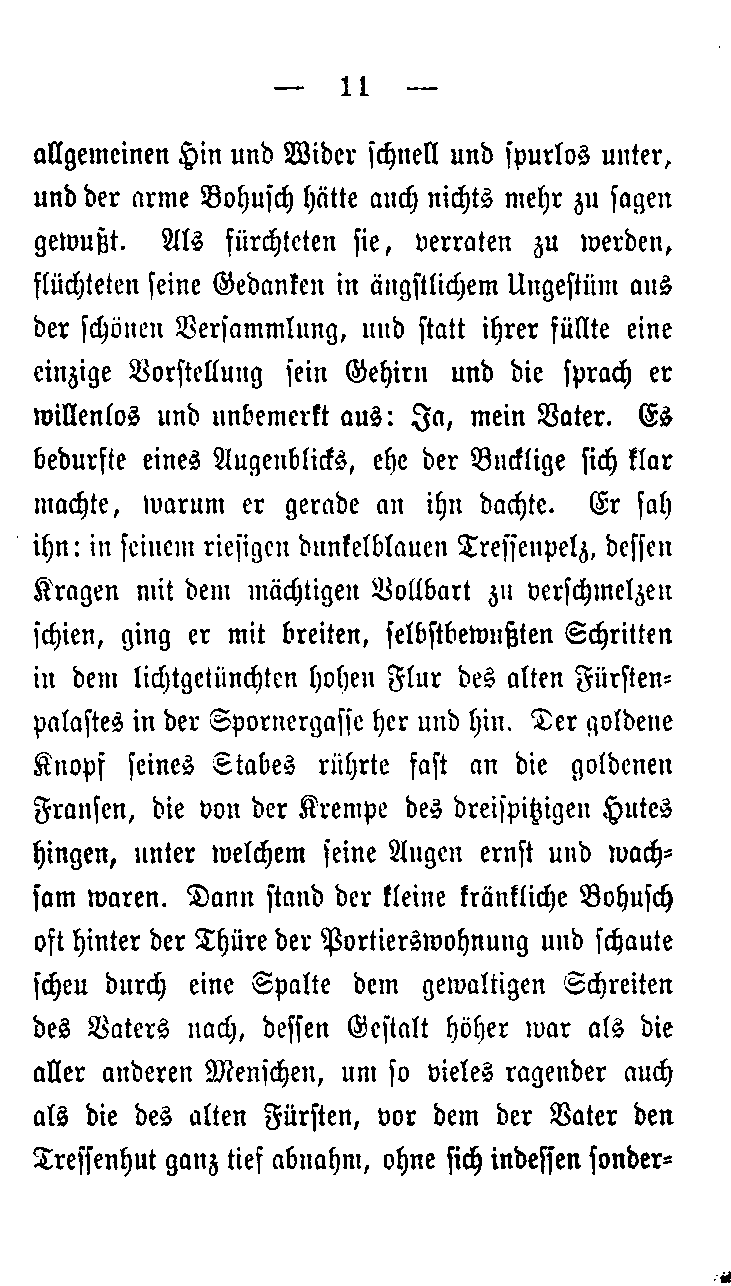 — 11 —
allgemeinen Hin und Wider schnell und spurlos unter,
und der arme Bohusch hätte auch nichts mehr zu sagen
gewußt. Als fürchteten sie, verraten zu werden,
flüchteten seine Gedanken in ängstlichem Ungestüm aus
der schönen Versammlung, und statt ihrer füllte eine
einzige Vorstellung sein Gehirn und die sprach er
willenlos und unbemerkt aus: Ja, mein Vater. Es
bedurfte eines Augenblicks, ehe der Bucklige sich klar
machte, warum er gerade an ihn dachte. Er sah
ihn: in seinem riesigen dunkelblauen Tressenpelz, dessen
Kragen mit dem mächtigen Vollbart zu verschmelzen
schien, ging er mit breiten, selbstbewußten Schritten
in dem lichtgetünchten hohen Flur des alten Fürsten-
palastes in der Spornergasse her und hin. Der goldene
Knopf seines Stabes rührte fast an die goldenen
Fransen, die von der Krempe des dreispitzigen Hutes
hingen, unter welchem seine Augen ernst und wach-
sam waren. Dann stand der kleine kränkliche Bohusch
oft hinter der Thüre der Portierswohnung und schaute
scheu durch eine Spalte dem gewaltigen Schreiten
des Vaters nach, dessen Gestalt höher war als die
aller anderen Menschen, um so vieles ragender auch
als die des alten Fürsten, vor dem der Vater den
Tressenhut ganz tief abnahm, ohne sich indessen sonder-